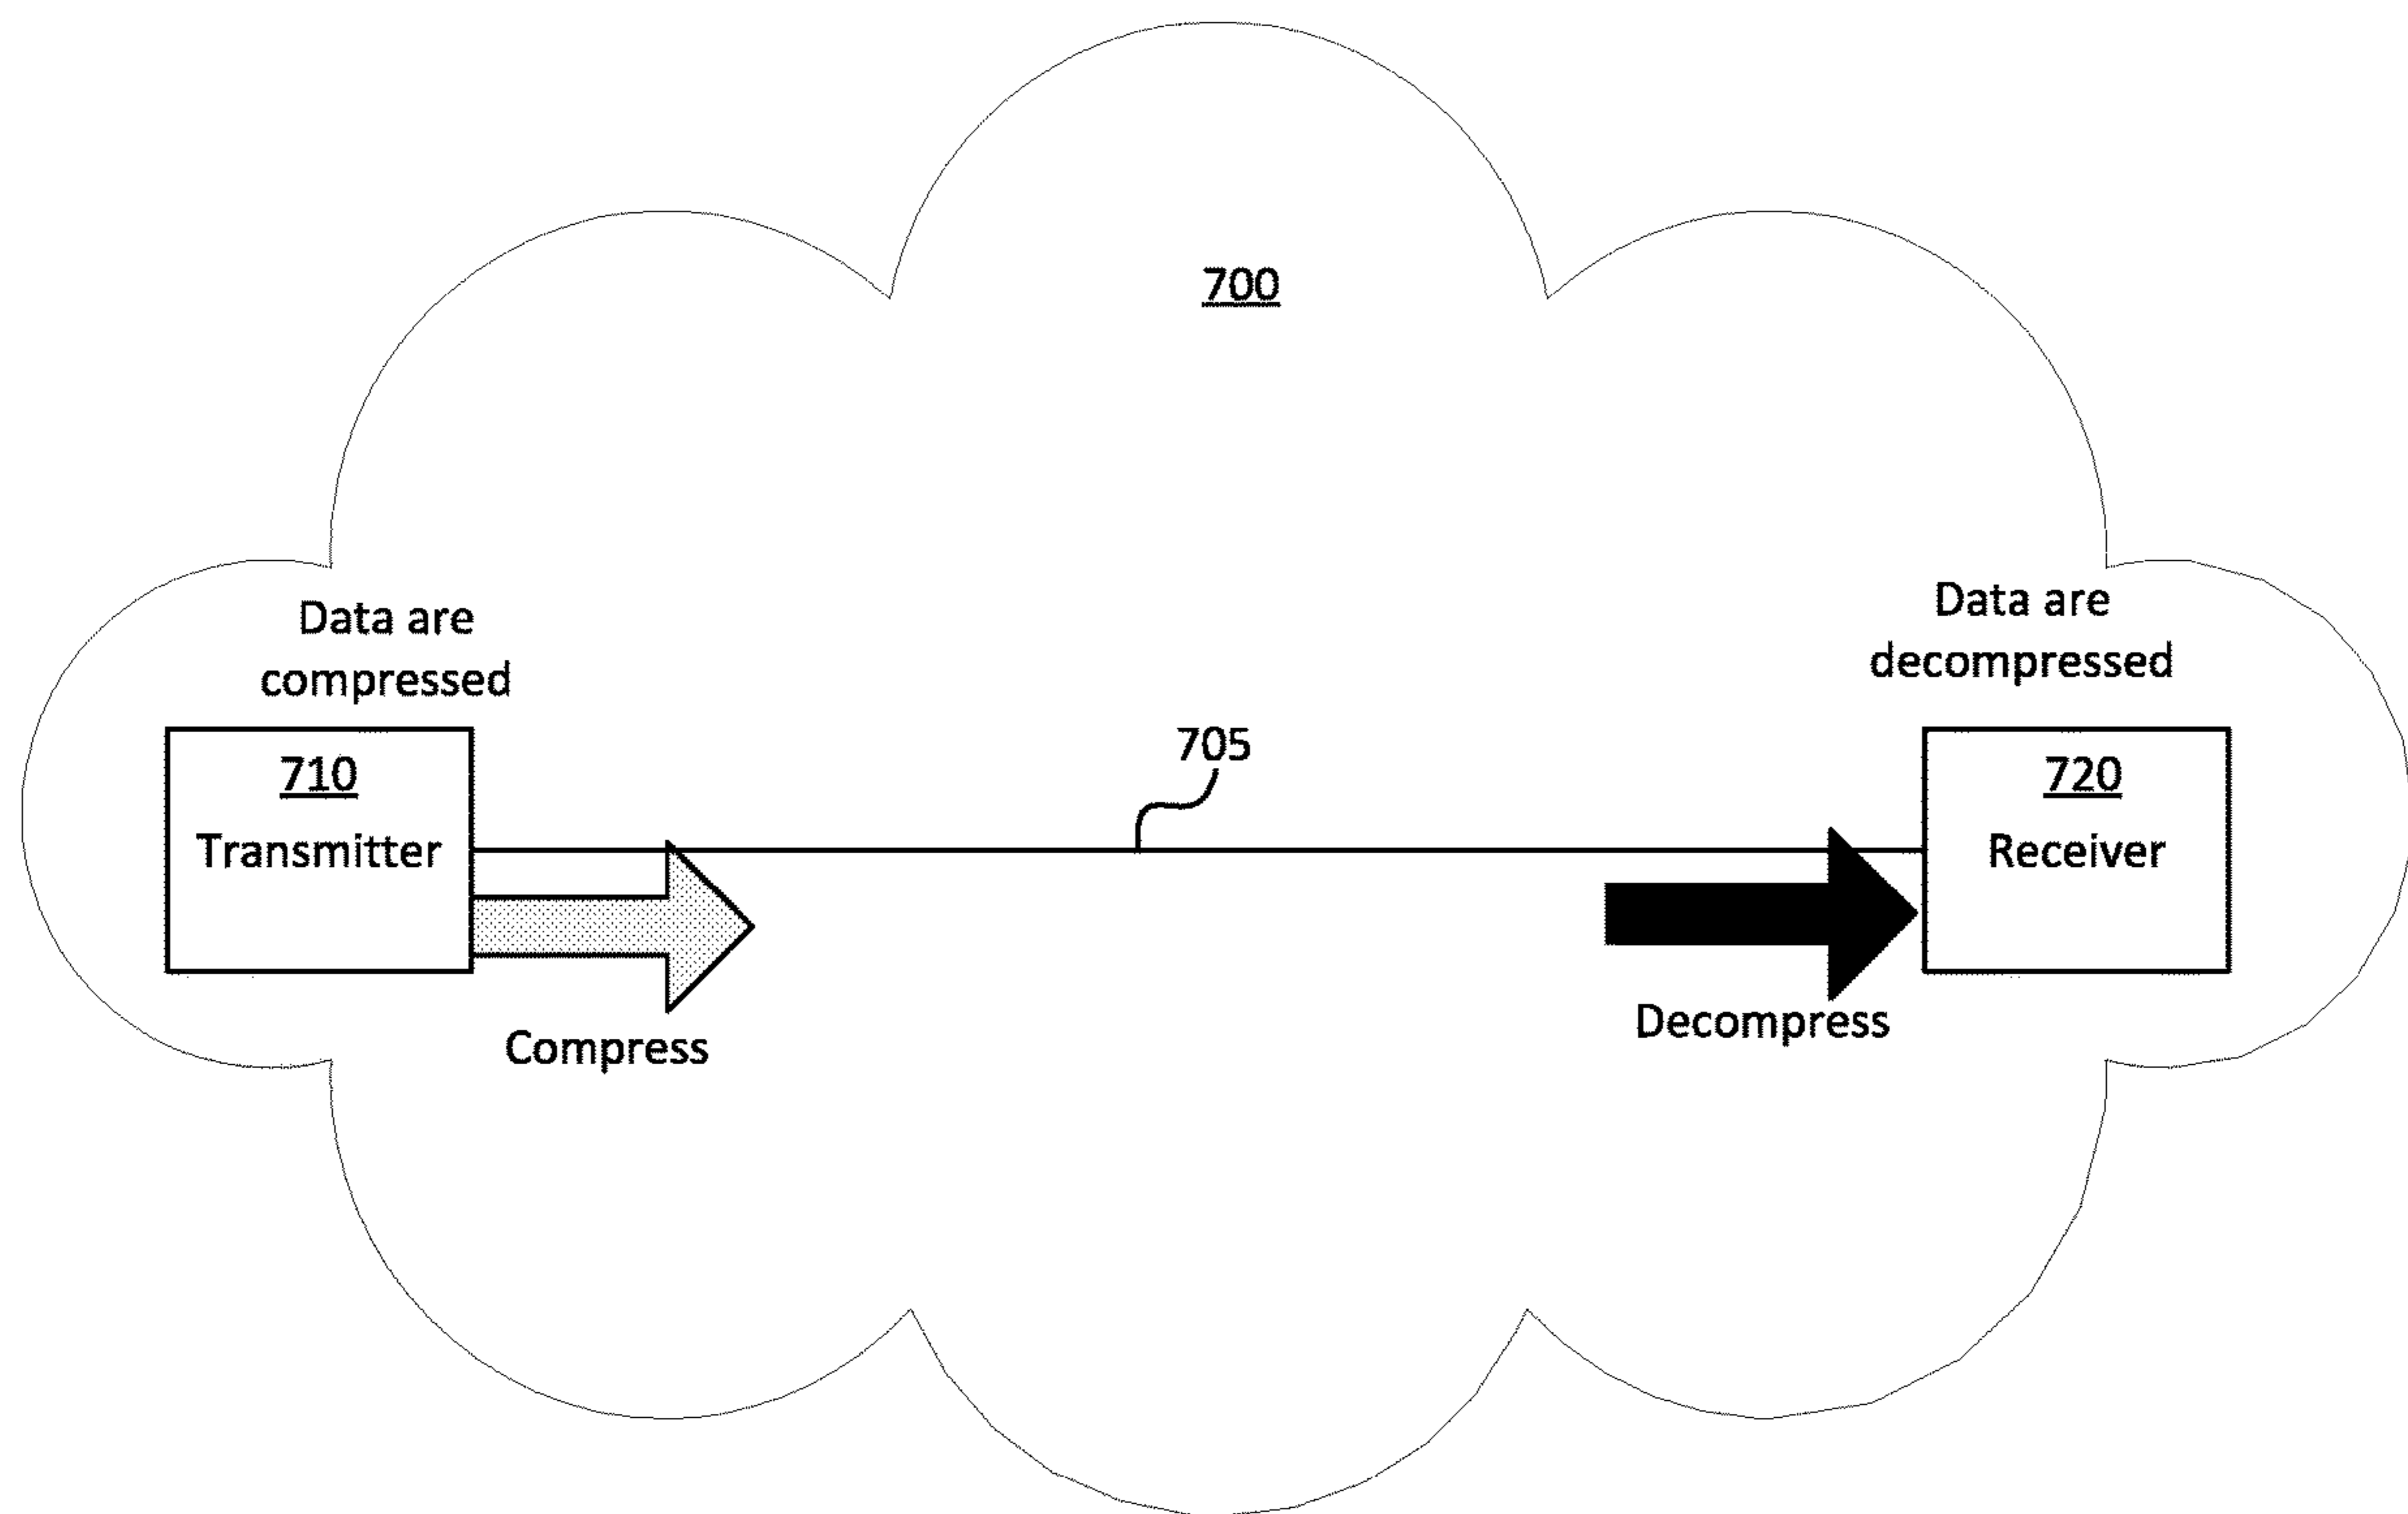 700
Data are
compressed
Data are
decompressed
705
710
Transmitter
720
Receiver
Compress
Decompress